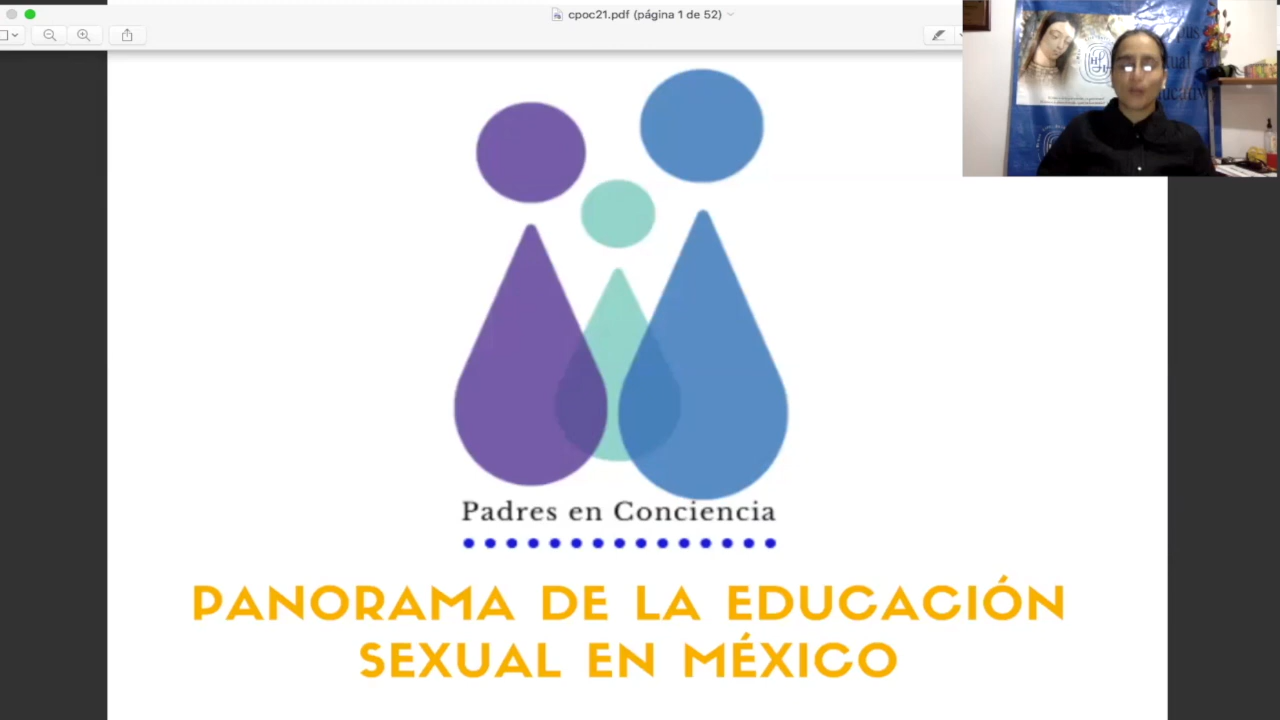 cpoc21.pdf (página 1 de 52)
Padres en Conciencia
PANORAMA DE LA EDUCACIÓN
SEXUAL EN MÉXICO